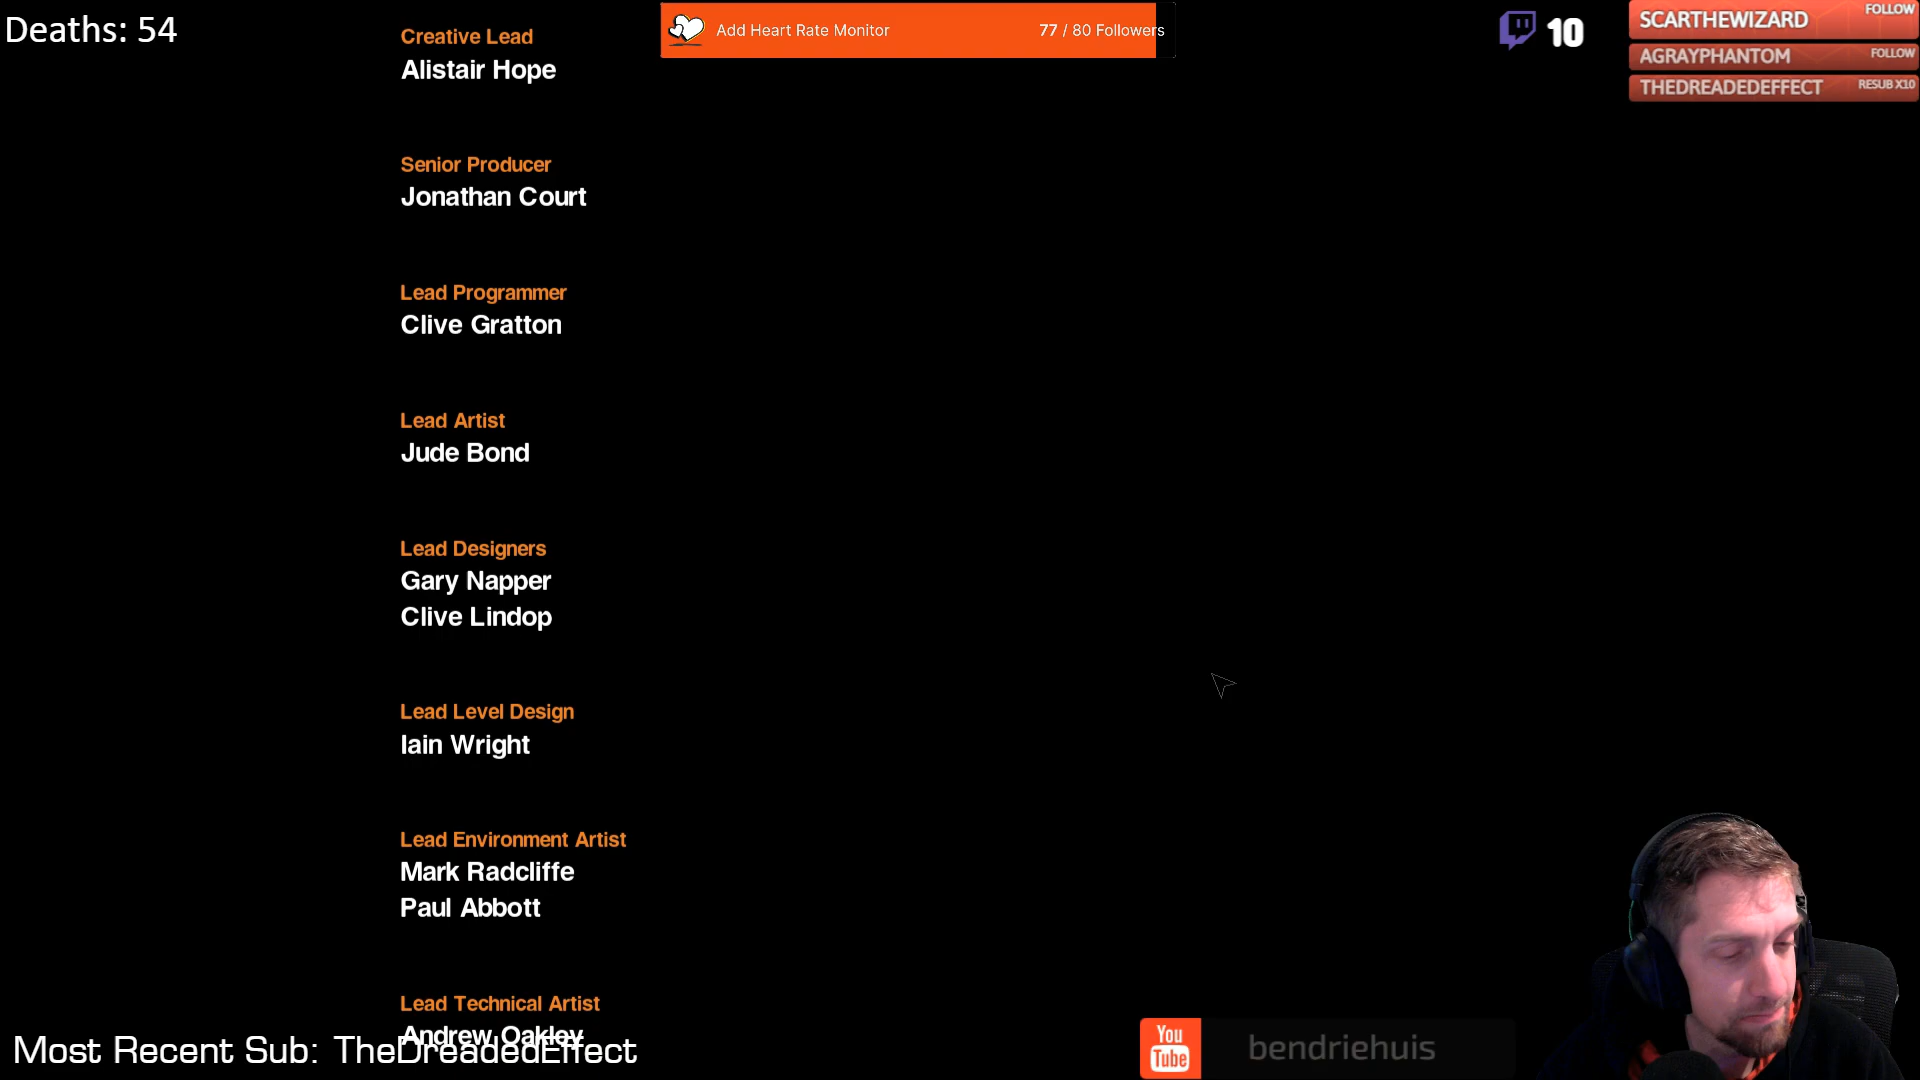 Deaths: 54
Add Heart Rate Monitor
77 / 80 Followers
10
SCARTHEWIZARD
FOLLOW
AGRAYPHANTOM
FOLLOW
THEDREADEDEFFECT
RESUB X10
Creative Lead
Alistair Hope
Senior Producer
Jonathan Court
Lead Programmer
Clive Gratton
Lead Artist
Jude Bond
Lead Designers
Gary Napper
Clive Lindop
Lead Level Design
Iain Wright
Lead Environment Artist
Mark Radcliffe
Paul Abbott
Lead Technical Artist
Andrew Oakley
Most Recent Sub: TheDreadedEffect
You
Tube
bendriehuis